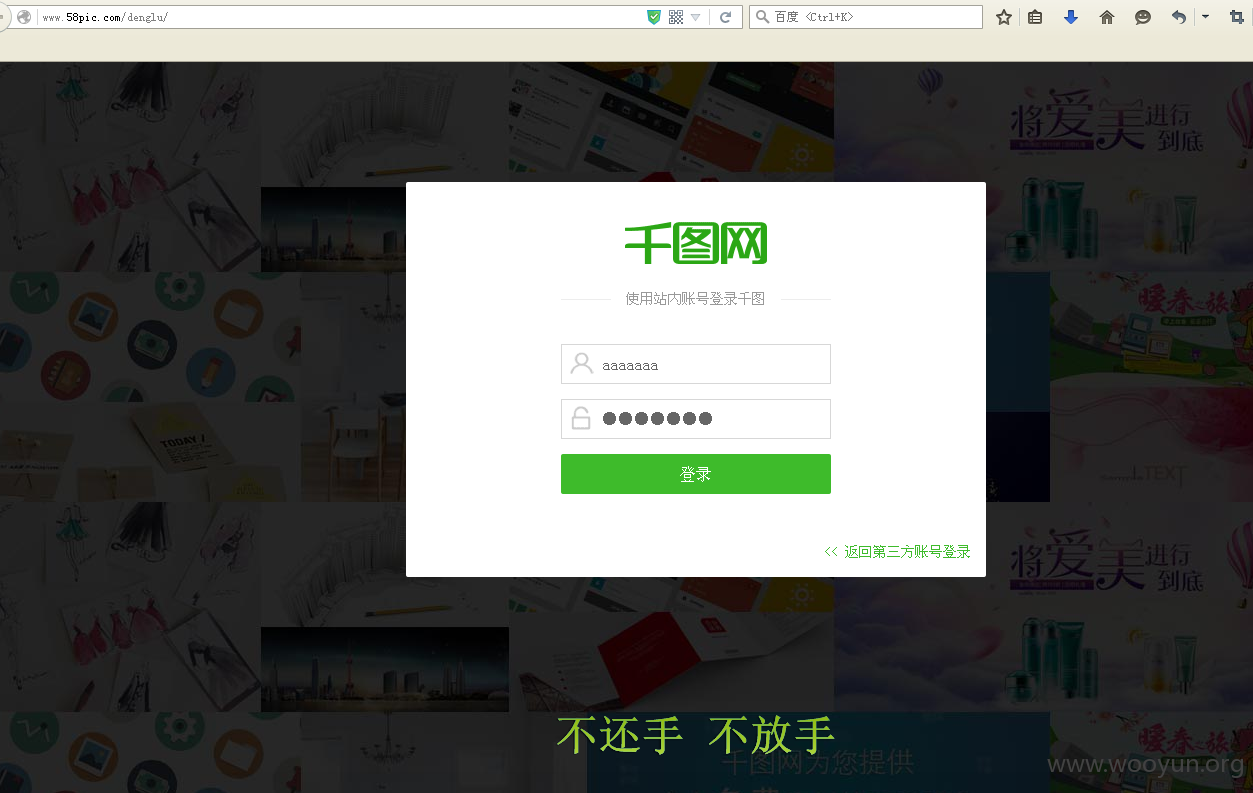 www.58pic.com/denglu/
百度 <Ctrl+K>
将爱美进行到底
千图网
使用站内账号登录千图
aaaaaaa
登录
<< 返回第三方账号登录
暖春之旅
TODAY /
TEXT
将爱美进行到底
不还手 不放手
千图网为您提供
暖春之旅
www.wooyun.org